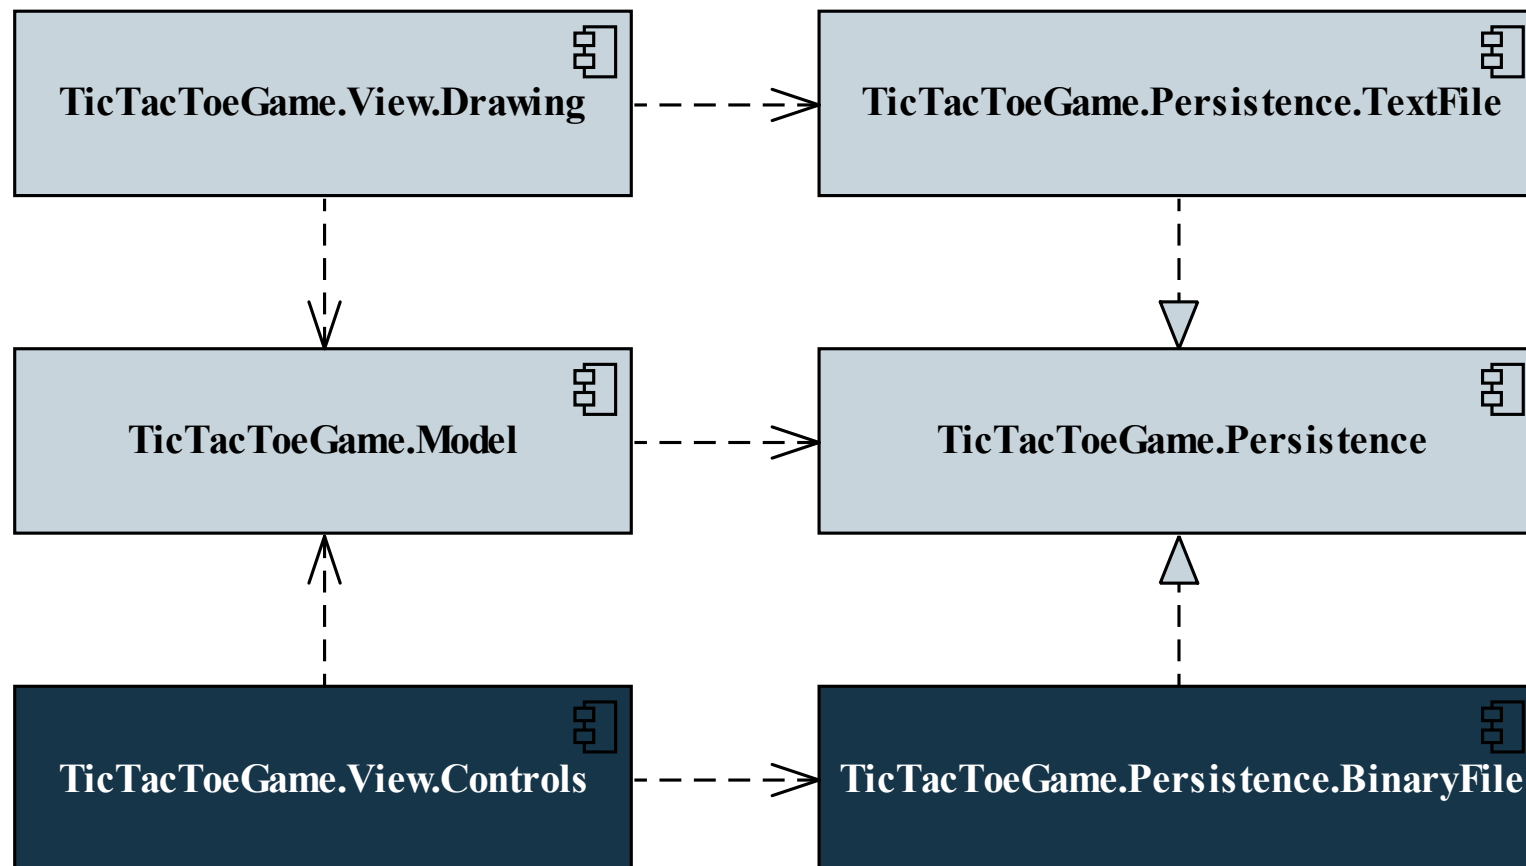 TicTacToeGame.View.Drawing
TicTacToeGame.Persistence.TextFile
TicTacToeGame.Model
TicTacToeGame.Persistence
TicTacToeGame.View.Controls
TicTacToeGame.Persistence.BinaryFile